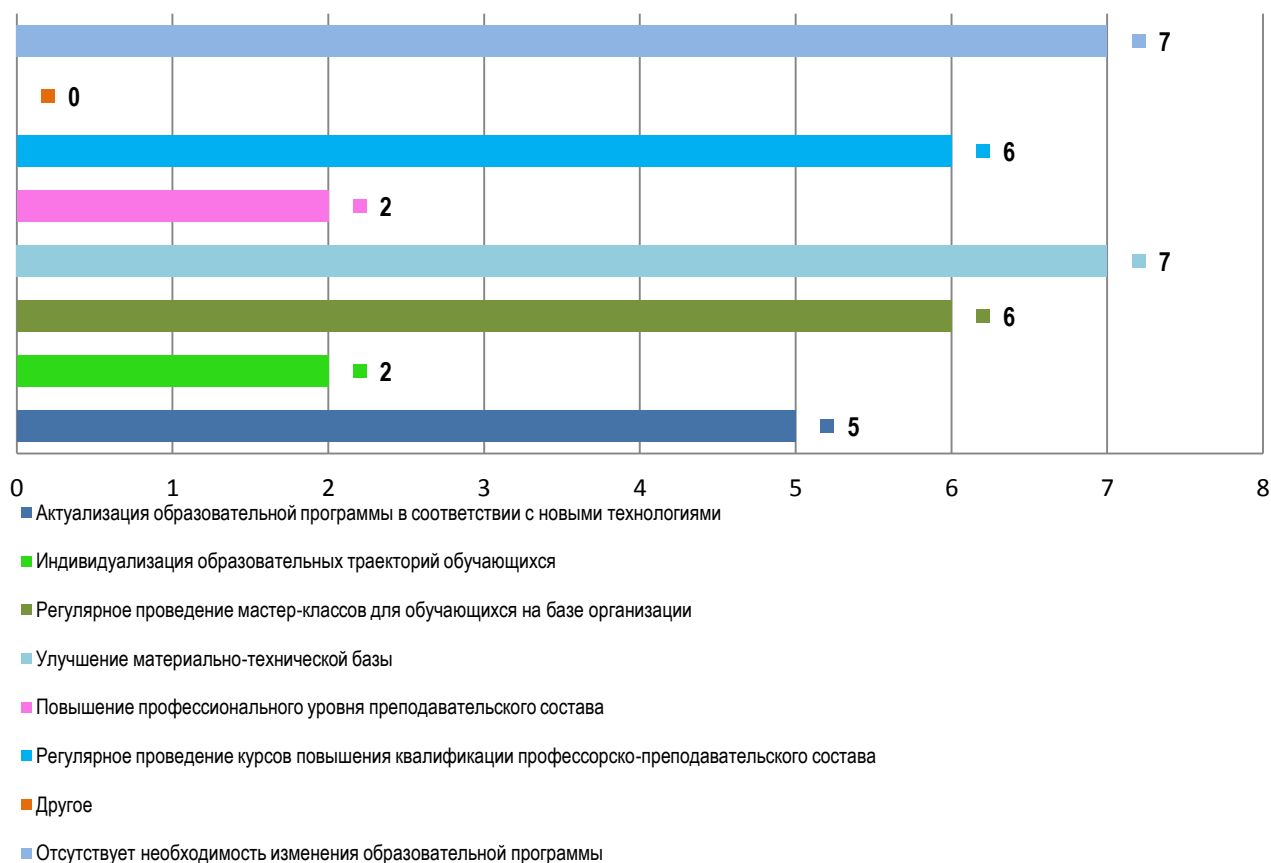 7
0
6
2
7
6
2
5
0 1 2 3 4 5 6 7 8
Актуализация образовательной программы в соответствии с новыми технологиями
Индивидуализация образовательных траекторий обучающихся
Регулярное проведение мастер-классов для обучающихся на базе организации
Улучшение материально-технической базы
Повышение профессионального уровня преподавательского состава
Регулярное проведение курсов повышения квалификации профессорско-преподавательского состава
Другое
Отсутствует необходимость изменения образовательной программы